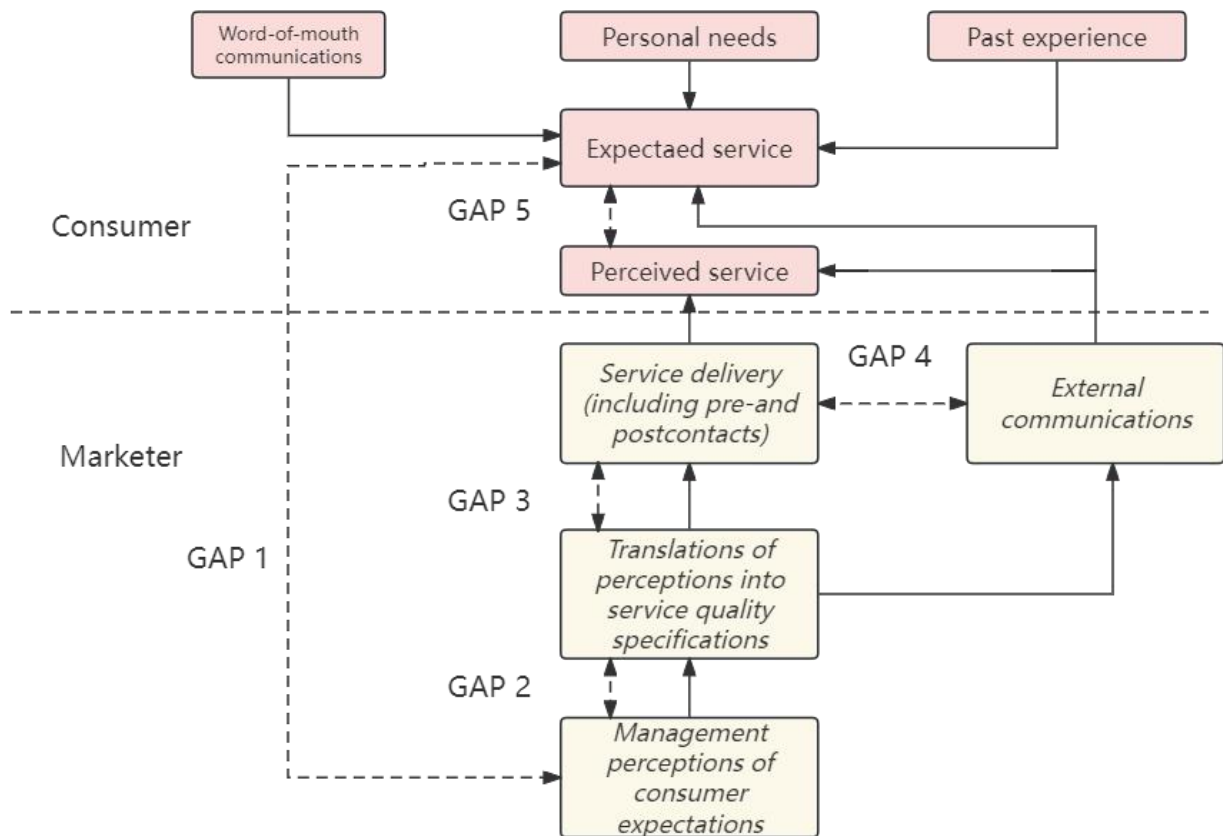 Word-of-mouth
communications
Personal needs
Past experience
Expectaed service
GAP 5
Consumer
Perceived service
GAP 4
Service delivery
(including pre-and
postcontacts)
External
communications
Marketer
GAP 3
GAP 1
Translations of
perceptions into
service quality
specifications
GAP 2
Management
perceptions of
consumer
expectations